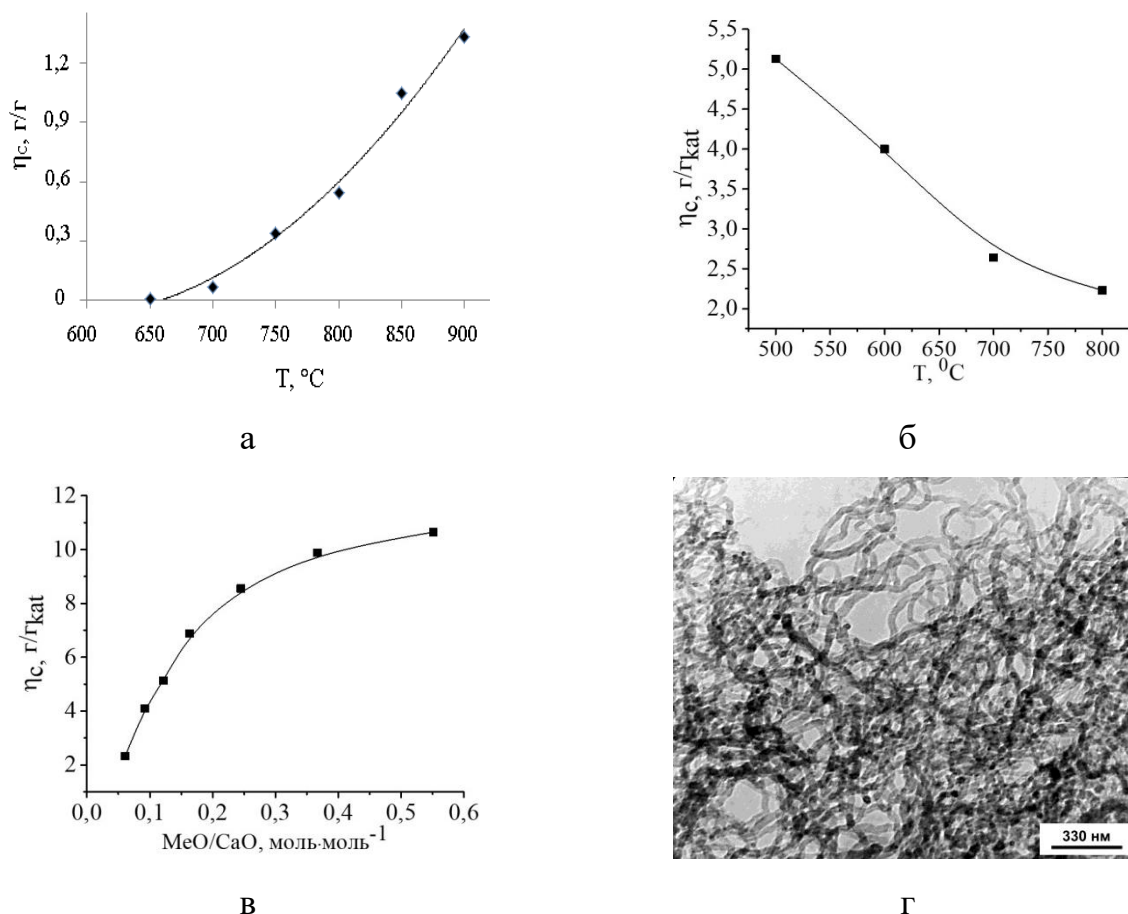 ηc, г/г
1,2
0,9
0,6
0,3
0
600 650 700 750 800 850 900
T, °C
а
ηc, г/гkat
5,5
5,0
4,5
4,0
3,5
3,0
2,5
2,0
500 550 600 650 700 750 800
T, ⁰C
б
ηc, г/гkat
12
10
8
6
4
2
0,0 0,1 0,2 0,3 0,4 0,5 0,6
MeO/CaO, моль·моль⁻¹
в
330 нм
г